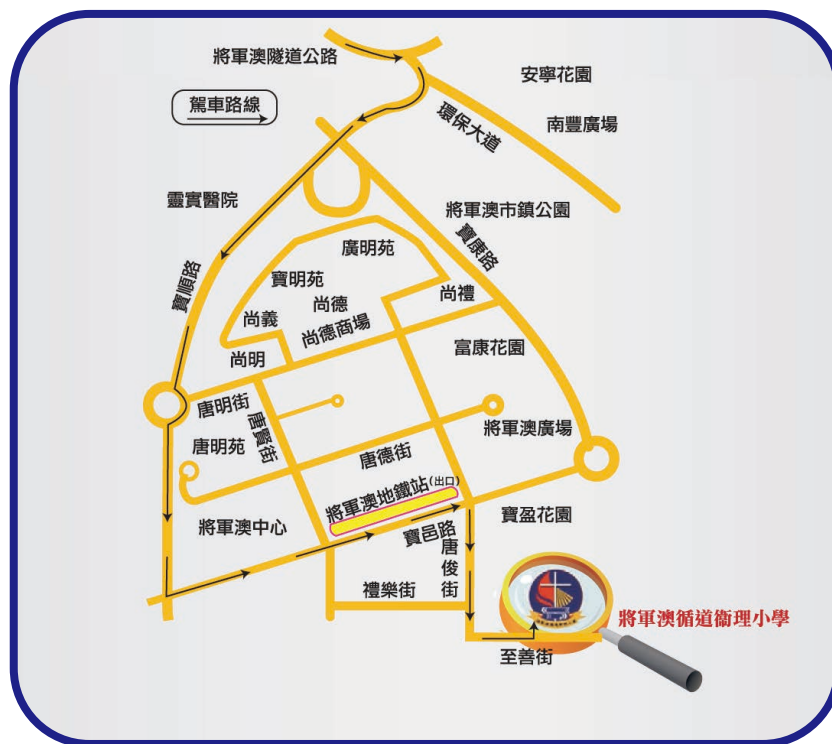 將軍澳隧道公路
安寧花園
駕車路線
環保大道
南豐廣場
靈實醫院
將軍澳市鎮公園
寶康路
廣明苑
寶順路
寶明苑
尚德
尚禮
尚義
尚德商場
富康花園
尚明
唐明街
唐賢街
唐明苑
將軍澳廣場
唐德街
將軍澳地鐵站(出口)
將軍澳中心
寶邑路
寶盈花園
唐俊街
禮樂街
將軍澳循道衞理小學
至善街